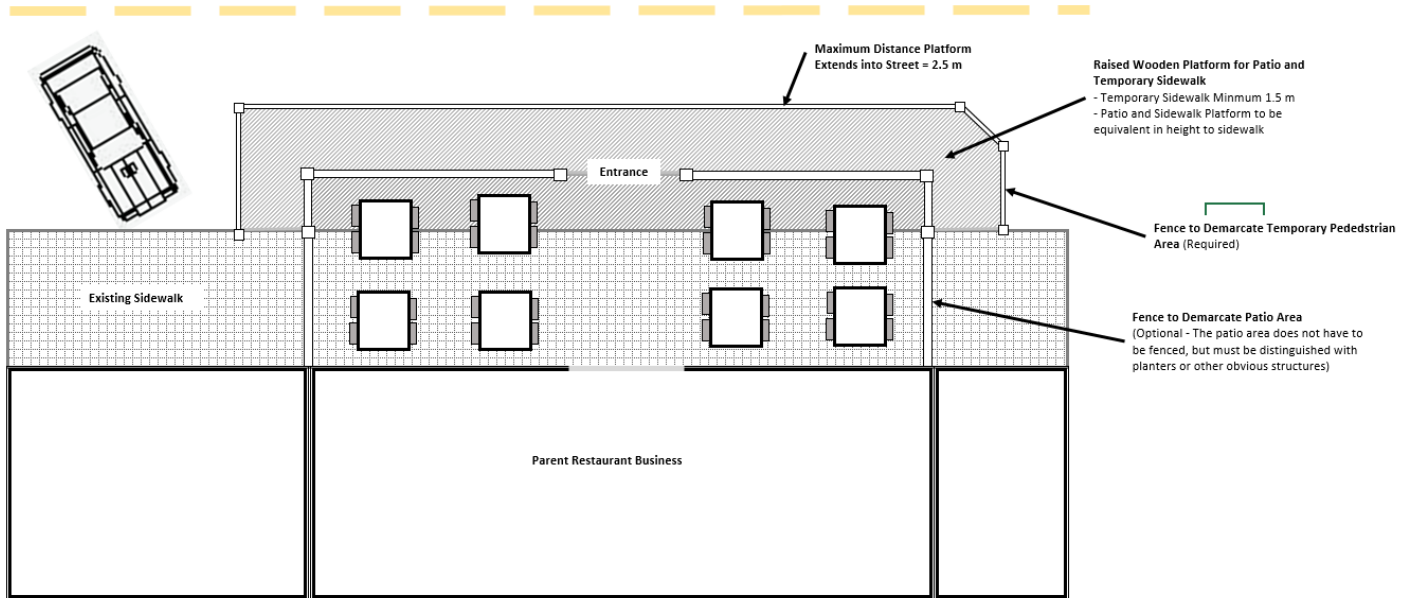 Maximum Distance Platform
Extends into Street = 2.5 m
Raised Wooden Platform for Patio and
Temporary Sidewalk
- Temporary Sidewalk Minmum 1.5 m
- Patio and Sidewalk Platform to be
equivalent in height to sidewalk
Entrance
Fence to Demarcate Temporary Pededstrian
Area (Required)
Existing Sidewalk
Fence to Demarcate Patio Area
(Optional - The patio area does not have to
be fenced, but must be distinguished with
planters or other obvious structures)
Parent Restaurant Business